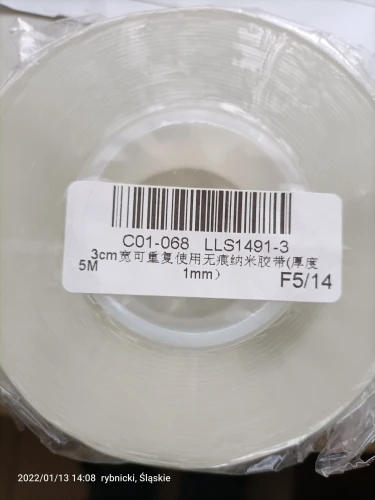 C01-068 LLS1491-3
3cm宽可重复使用无痕纳米胶带(厚度
5M 1mm）
F5/14
2022/01/13 14:08 rybnicki, Śląskie